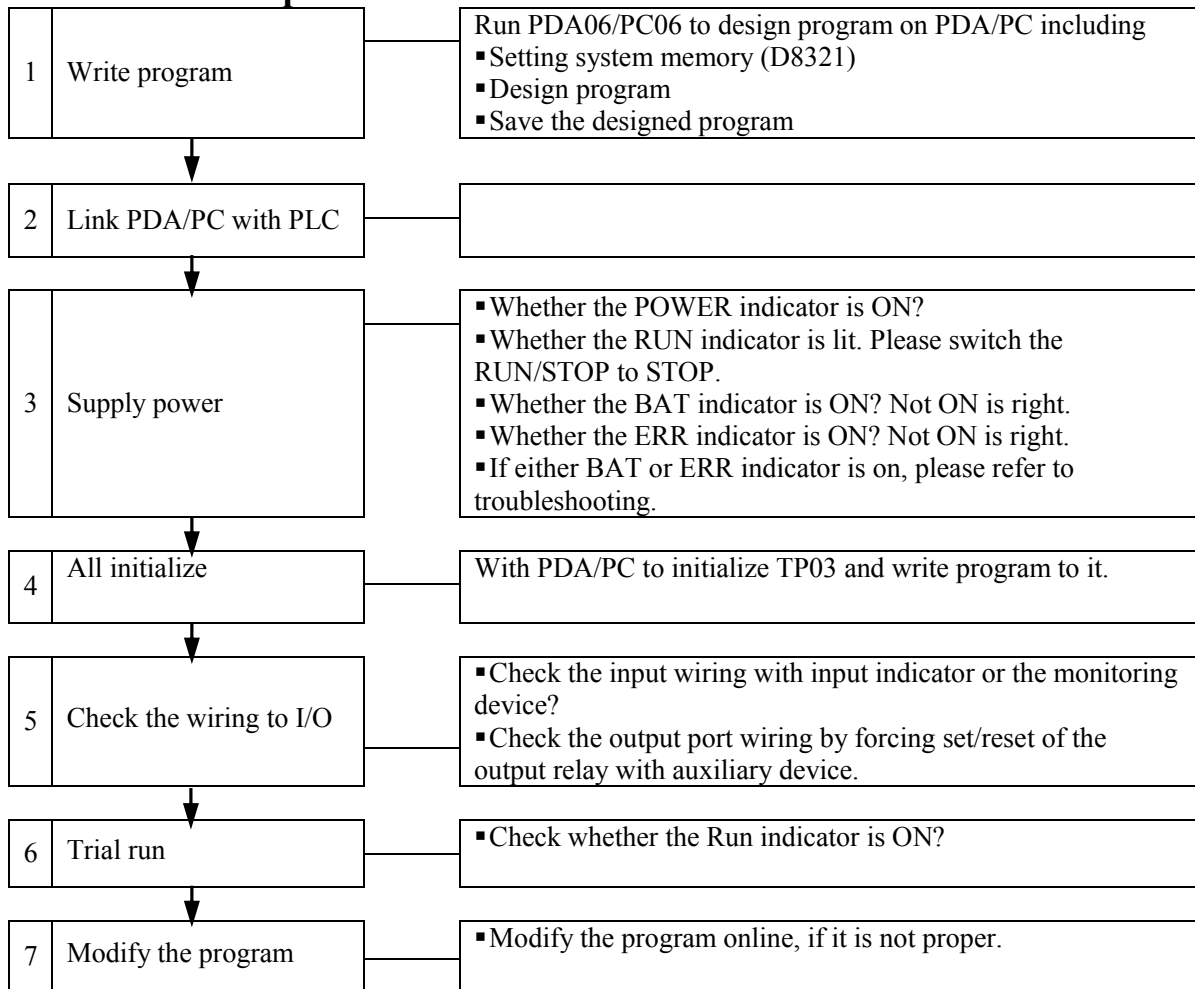 1
Write program
Run PDA06/PC06 to design program on PDA/PC including
▪Setting system memory (D8321)
▪Design program
▪Save the designed program
2
Link PDA/PC with PLC
3
Supply power
▪Whether the POWER indicator is ON?
▪Whether the RUN indicator is lit. Please switch the
RUN/STOP to STOP.
▪Whether the BAT indicator is ON? Not ON is right.
▪Whether the ERR indicator is ON? Not ON is right.
▪If either BAT or ERR indicator is on, please refer to
troubleshooting.
4
All initialize
With PDA/PC to initialize TP03 and write program to it.
5
Check the wiring to I/O
▪Check the input wiring with input indicator or the monitoring
device?
▪Check the output port wiring by forcing set/reset of the
output relay with auxiliary device.
6
Trial run
▪Check whether the Run indicator is ON?
7
Modify the program
▪Modify the program online, if it is not proper.